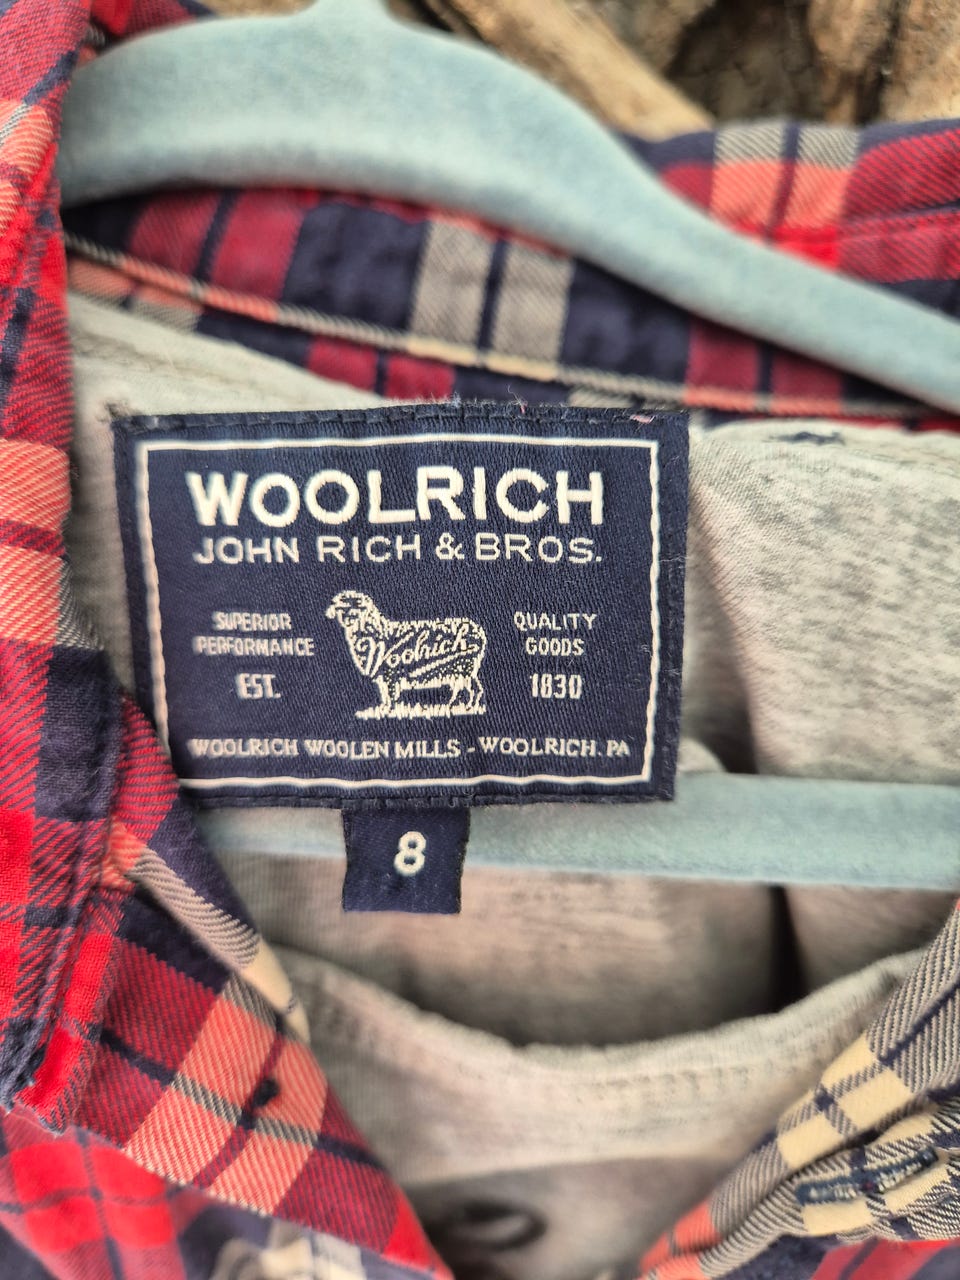 WOOLRICH
JOHN RICH & BROS.
SUPERIOR
PERFORMANCE
EST.
Woolrich
QUALITY
GOODS
1830
WOOLRICH WOOLEN MILLS - WOOLRICH, PA
8